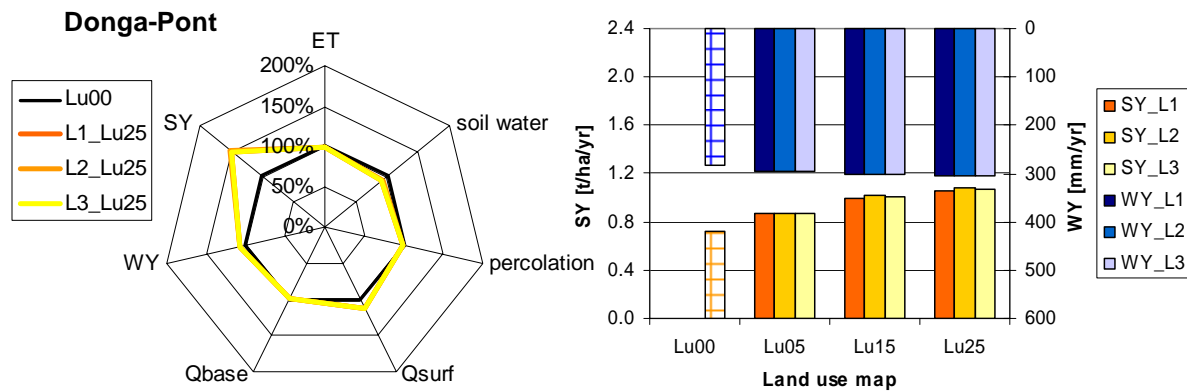 Donga-Pont
Lu00
L1_Lu25
L2_Lu25
L3_Lu25
ET
soil water
percolation
Qsurf
Qbase
WY
SY
200%
150%
100%
50%
0%
SY [t/ha/yr]
2.4
2.0
1.6
1.2
0.8
0.4
0.0
Lu00 Lu05 Lu15 Lu25
Land use map
0
100
200
300
400
500
600
WY [mm/yr]
SY_L1
SY_L2
SY_L3
WY_L1
WY_L2
WY_L3